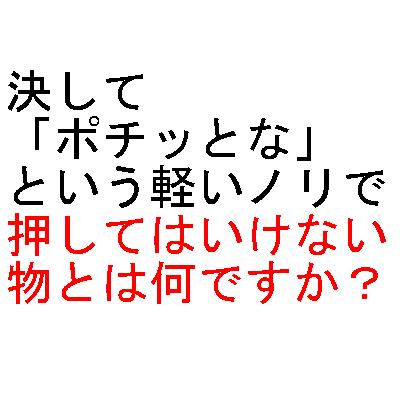 決して
「ポチッとな」
という軽いノリで
押してはいけない
物とは何ですか？